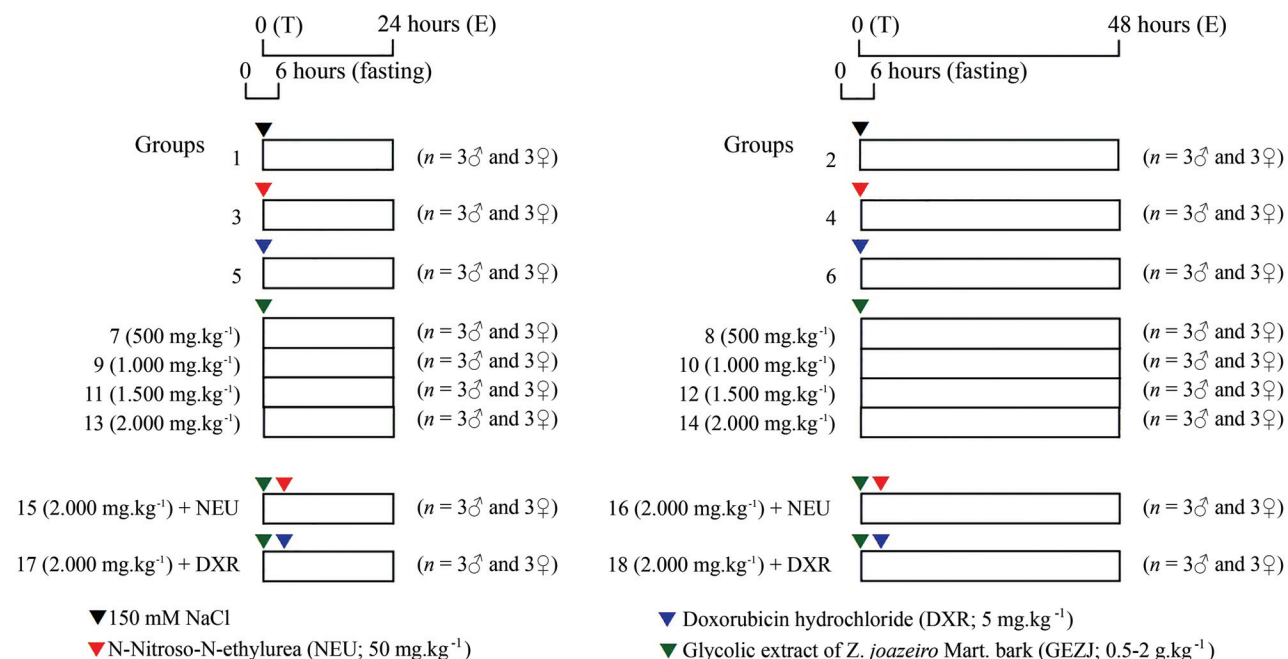 0 (T) 24 hours (E)
0 6 hours (fasting)
Groups
1 (n = 3♂ and 3♀)
3 (n = 3♂ and 3♀)
5 (n = 3♂ and 3♀)
7 (500 mg.kg⁻¹) (n = 3♂ and 3♀)
9 (1.000 mg.kg⁻¹) (n = 3♂ and 3♀)
11 (1.500 mg.kg⁻¹) (n = 3♂ and 3♀)
13 (2.000 mg.kg⁻¹) (n = 3♂ and 3♀)
15 (2.000 mg.kg⁻¹) + NEU (n = 3♂ and 3♀)
17 (2.000 mg.kg⁻¹) + DXR (n = 3♂ and 3♀)
0 (T) 48 hours (E)
0 6 hours (fasting)
Groups
2 (n = 3♂ and 3♀)
4 (n = 3♂ and 3♀)
6 (n = 3♂ and 3♀)
8 (500 mg.kg⁻¹) (n = 3♂ and 3♀)
10 (1.000 mg.kg⁻¹) (n = 3♂ and 3♀)
12 (1.500 mg.kg⁻¹) (n = 3♂ and 3♀)
14 (2.000 mg.kg⁻¹) (n = 3♂ and 3♀)
16 (2.000 mg.kg⁻¹) + NEU (n = 3♂ and 3♀)
18 (2.000 mg.kg⁻¹) + DXR (n = 3♂ and 3♀)
150 mM NaCl
N-Nitroso-N-ethylurea (NEU; 50 mg.kg⁻¹)
Doxorubicin hydrochloride (DXR; 5 mg.kg⁻¹)
Glycolic extract of Z. joazeiro Mart. bark (GEZJ; 0.5-2 g.kg⁻¹)